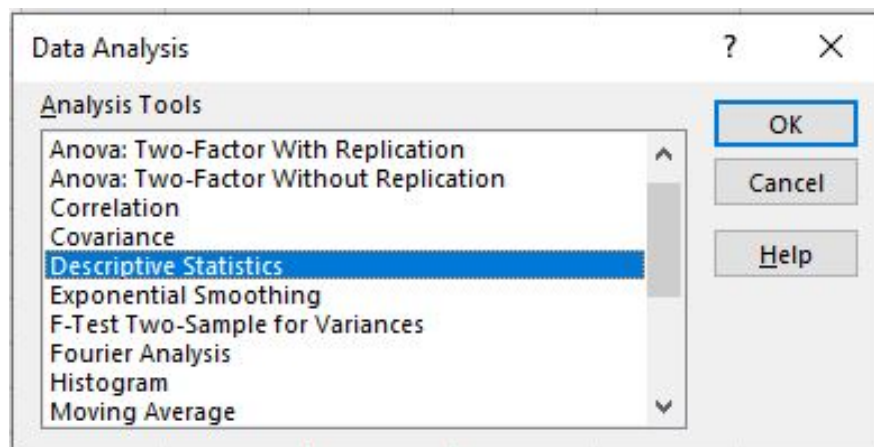 Data Analysis
?
Analysis Tools
Anova: Two-Factor With Replication
Anova: Two-Factor Without Replication
Correlation
Covariance
Descriptive Statistics
Exponential Smoothing
F-Test Two-Sample for Variances
Fourier Analysis
Histogram
Moving Average
OK
Cancel
Help